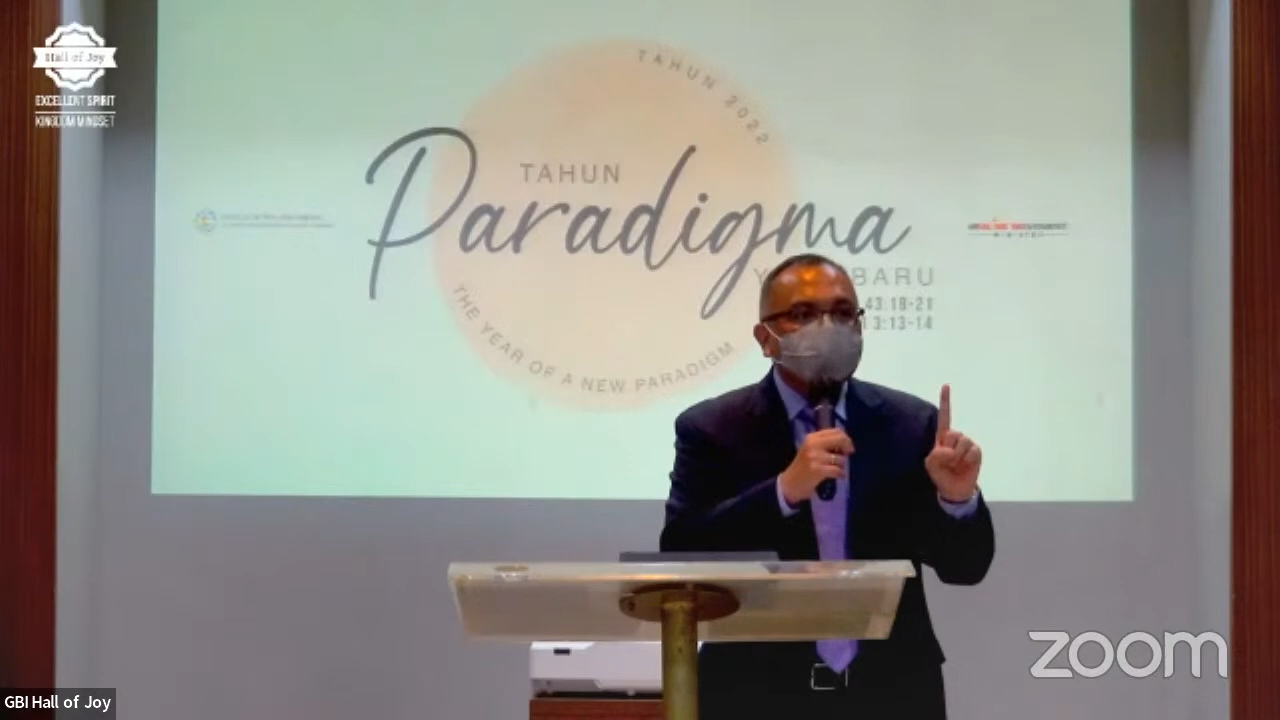 Hall of Joy
EXCELLENT SPIRIT
KINGDOM MINDSET
TAHUN 2022
TAHUN
Paradigma
BARU
43:18-21
3:13-14
THE YEAR OF A NEW PARADIGM
zoom
GBI Hall of Joy